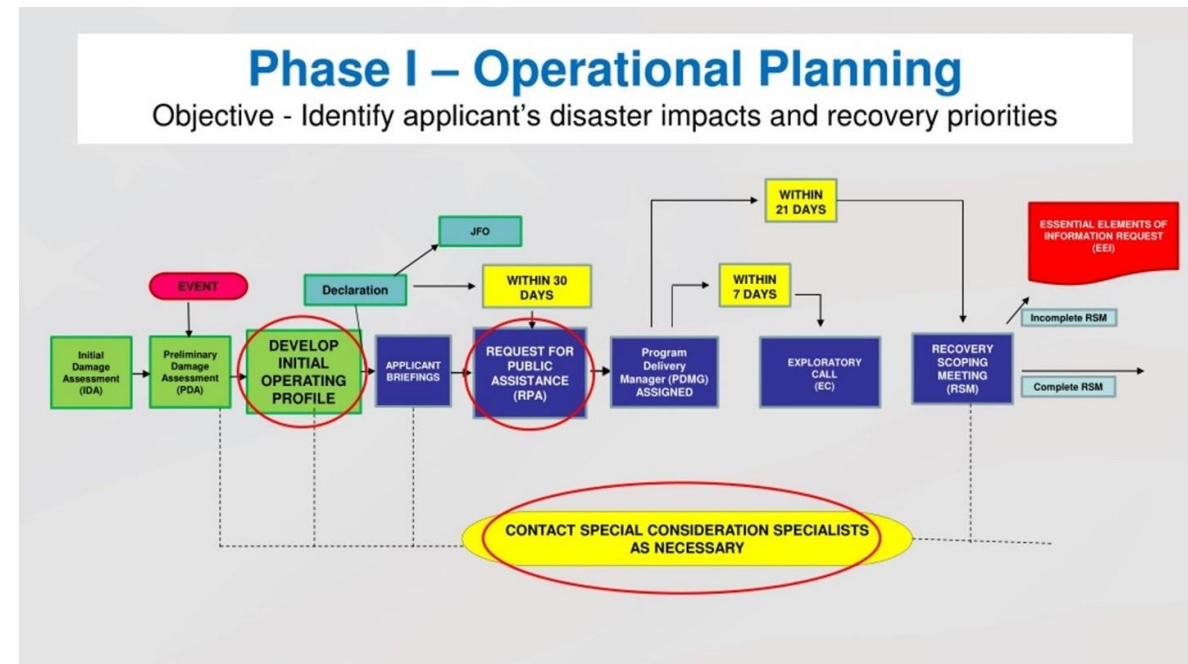 Phase I – Operational Planning
Objective - Identify applicant's disaster impacts and recovery priorities
WITHIN
21 DAYS
ESSENTIAL ELEMENTS OF
INFORMATION REQUEST
(EEI)
JFO
EVENT
Declaration
WITHIN 30
DAYS
WITHIN
7 DAYS
Incomplete RSM
Initial
Damage
Assessment
(IDA)
Preliminary
Damage
Assessment
(PDA)
DEVELOP
INITIAL
OPERATING
PROFILE
APPLICANT
BRIEFINGS
REQUEST FOR
PUBLIC
ASSISTANCE
(RPA)
Program
Delivery
Manager (PDMG)
ASSIGNED
EXPLORATORY
CALL
(EC)
RECOVERY
SCOPING
MEETING
(RSM)
Complete RSM
CONTACT SPECIAL CONSIDERATION SPECIALISTS
AS NECESSARY